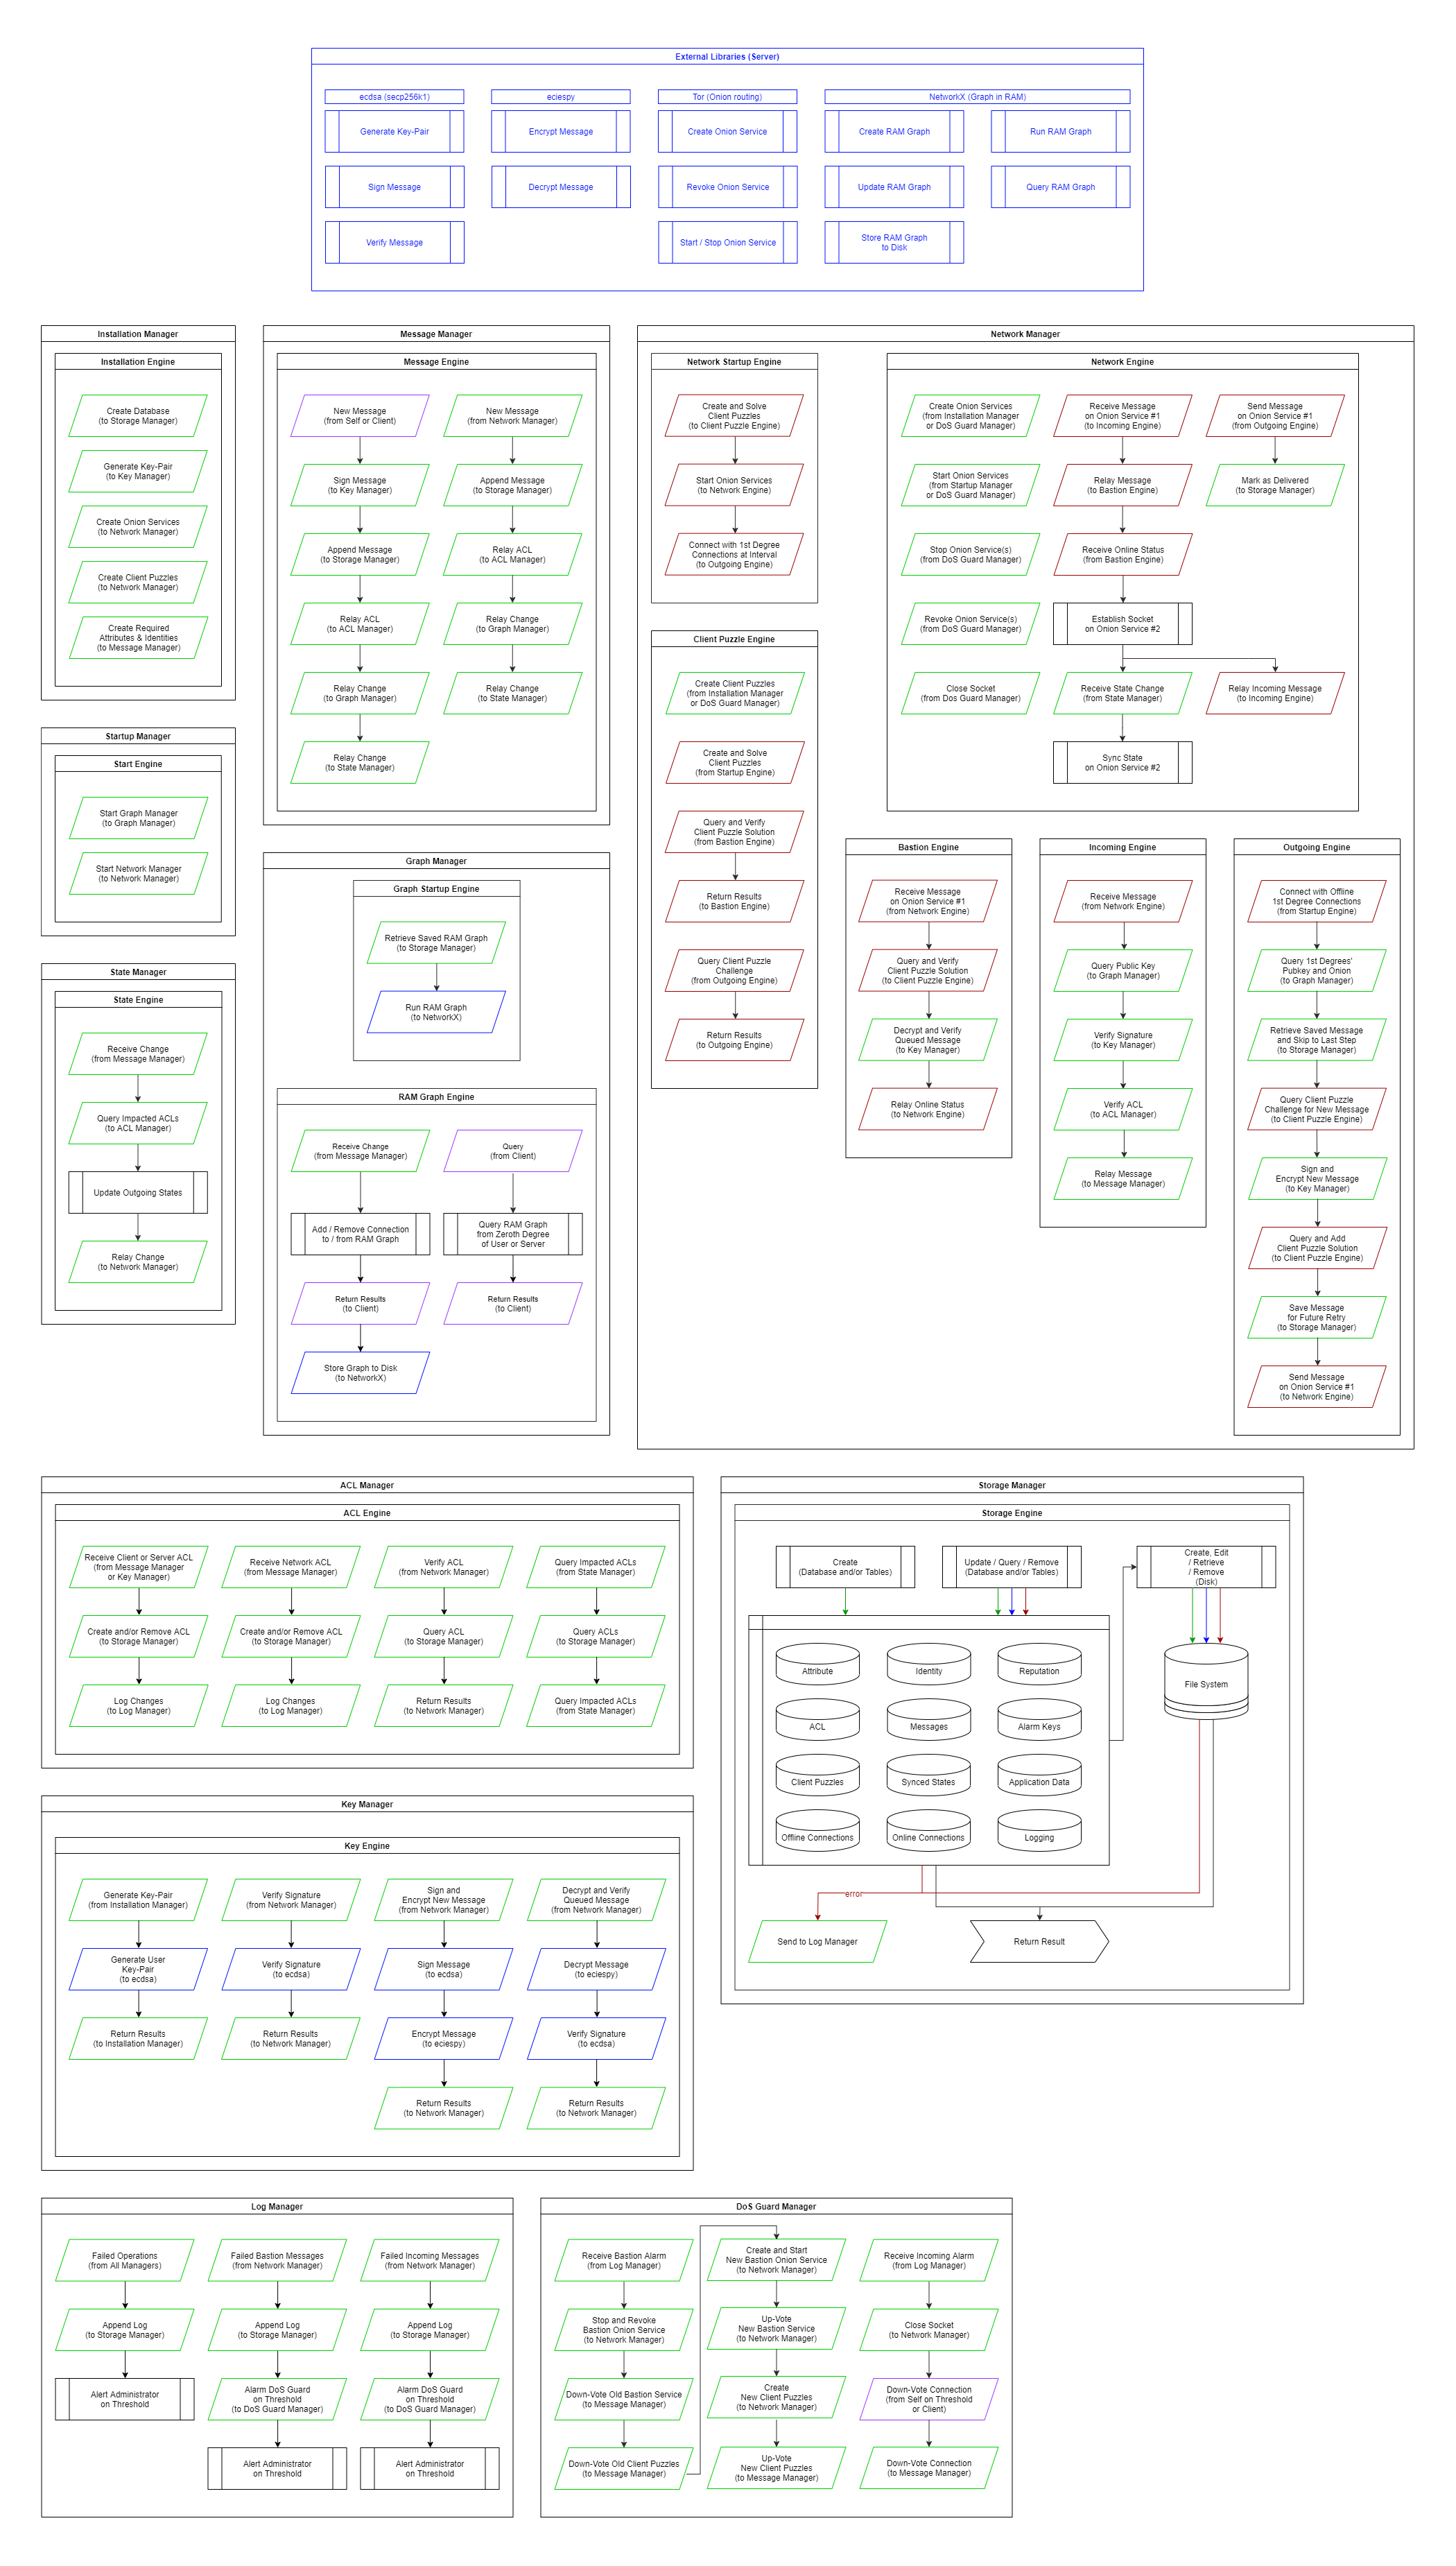 External Libraries (Server)
ecdsa (secp256k1)
Generate Key-Pair
Sign Message
Verify Message
eciespy
Encrypt Message
Decrypt Message
Tor (Onion routing)
Create Onion Service
Revoke Onion Service
Start / Stop Onion Service
NetworkX (Graph in RAM)
Create RAM Graph
Run RAM Graph
Update RAM Graph
Query RAM Graph
Store RAM Graph
to Disk
Installation Manager
Installation Engine
Create Database
(to Storage Manager)
Generate Key-Pair
(to Key Manager)
Create Onion Services
(to Network Manager)
Create Client Puzzles
(to Network Manager)
Create Required
Attributes & Identities
(to Message Manager)
Startup Manager
Start Engine
Start Graph Manager
(to Graph Manager)
Start Network Manager
(to Network Manager)
State Manager
State Engine
Receive Change
(from Message Manager)
Query Impacted ACLs
(to ACL Manager)
Update Outgoing States
Relay Change
(to Network Manager)
Message Manager
Message Engine
New Message
(from Self or Client)
Sign Message
(to Key Manager)
Append Message
(to Storage Manager)
Relay ACL
(to ACL Manager)
Relay Change
(to Graph Manager)
Relay Change
(to State Manager)
New Message
(from Network Manager)
Append Message
(to Storage Manager)
Relay ACL
(to ACL Manager)
Relay Change
(to Graph Manager)
Relay Change
(to State Manager)
Graph Manager
Graph Startup Engine
Retrieve Saved RAM Graph
(to Storage Manager)
Run RAM Graph
(to NetworkX)
RAM Graph Engine
Receive Change
(from Message Manager)
Add / Remove Connection
to / from RAM Graph
Return Results
(to Client)
Store Graph to Disk
(to NetworkX)
Query
(from Client)
Query RAM Graph
from Zeroth Degree
of User or Server
Return Results
(to Client)
Network Manager
Network Startup Engine
Create and Solve
Client Puzzles
(to Client Puzzle Engine)
Start Onion Services
(to Network Engine)
Connect with 1st Degree
Connections at Interval
(to Outgoing Engine)
Client Puzzle Engine
Create Client Puzzles
(from Installation Manager
or DoS Guard Manager)
Create and Solve
Client Puzzles
(from Startup Engine)
Query and Verify
Client Puzzle Solution
(from Bastion Engine)
Return Results
(to Bastion Engine)
Query Client Puzzle
Challenge
(from Outgoing Engine)
Return Results
(to Outgoing Engine)
Network Engine
Create Onion Services
(from Installation Manager
or DoS Guard Manager)
Start Onion Services
(from Startup Manager
or DoS Guard Manager)
Stop Onion Service(s)
(from DoS Guard Manager)
Revoke Onion Service(s)
(from DoS Guard Manager)
Close Socket
(from Dos Guard Manager)
Receive Message
on Onion Service #1
(to Incoming Engine)
Relay Message
(to Bastion Engine)
Receive Online Status
(from Bastion Engine)
Establish Socket
on Onion Service #2
Receive State Change
(from State Manager)
Sync State
on Onion Service #2
Send Message
on Onion Service #1
(from Outgoing Engine)
Mark as Delivered
(to Storage Manager)
Relay Incoming Message
(to Incoming Engine)
Bastion Engine
Receive Message
on Onion Service #1
(from Network Engine)
Query and Verify
Client Puzzle Solution
(to Client Puzzle Engine)
Decrypt and Verify
Queued Message
(to Key Manager)
Relay Online Status
(to Network Engine)
Incoming Engine
Receive Message
(from Network Engine)
Query Public Key
(to Graph Manager)
Verify Signature
(to Key Manager)
Verify ACL
(to ACL Manager)
Relay Message
(to Message Manager)
Outgoing Engine
Connect with Offline
1st Degree Connections
(from Startup Engine)
Query 1st Degrees'
Pubkey and Onion
(to Graph Manager)
Retrieve Saved Message
and Skip to Last Step
(to Storage Manager)
Query Client Puzzle
Challenge for New Message
(to Client Puzzle Engine)
Sign and
Encrypt New Message
(to Key Manager)
Query and Add
Client Puzzle Solution
(to Client Puzzle Engine)
Save Message
for Future Retry
(to Storage Manager)
Send Message
on Onion Service #1
(to Network Engine)
ACL Manager
ACL Engine
Receive Client or Server ACL
(from Message Manager
or Key Manager)
Create and/or Remove ACL
(to Storage Manager)
Log Changes
(to Log Manager)
Receive Network ACL
(from Message Manager)
Create and/or Remove ACL
(to Storage Manager)
Log Changes
(to Log Manager)
Verify ACL
(from Network Manager)
Query ACL
(to Storage Manager)
Return Results
(to Network Manager)
Query Impacted ACLs
(from State Manager)
Query ACLs
(to Storage Manager)
Query Impacted ACLs
(from State Manager)
Storage Manager
Storage Engine
Create
(Database and/or Tables)
Update / Query / Remove
(Database and/or Tables)
Create, Edit
/ Retrieve
/ Remove
(Disk)
Attribute
Identity
Reputation
ACL
Messages
Alarm Keys
Client Puzzles
Synced States
Application Data
Offline Connections
Online Connections
Logging
File System
error
Send to Log Manager
Return Result
Key Manager
Key Engine
Generate Key-Pair
(from Installation Manager)
Generate User
Key-Pair
(to ecdsa)
Return Results
(to Installation Manager)
Verify Signature
(from Network Manager)
Verify Signature
(to ecdsa)
Return Results
(to Network Manager)
Sign and
Encrypt New Message
(from Network Manager)
Sign Message
(to ecdsa)
Encrypt Message
(to eciespy)
Return Results
(to Network Manager)
Decrypt and Verify
Queued Message
(from Network Manager)
Decrypt Message
(to eciespy)
Verify Signature
(to ecdsa)
Return Results
(to Network Manager)
Log Manager
Failed Operations
(from All Managers)
Append Log
(to Storage Manager)
Alert Administrator
on Threshold
Failed Bastion Messages
(from Network Manager)
Append Log
(to Storage Manager)
Alarm DoS Guard
on Threshold
(to DoS Guard Manager)
Alert Administrator
on Threshold
Failed Incoming Messages
(from Network Manager)
Append Log
(to Storage Manager)
Alarm DoS Guard
on Threshold
(to DoS Guard Manager)
Alert Administrator
on Threshold
DoS Guard Manager
Receive Bastion Alarm
(from Log Manager)
Stop and Revoke
Bastion Onion Service
(to Network Manager)
Down-Vote Old Bastion Service
(to Message Manager)
Down-Vote Old Client Puzzles
(to Message Manager)
Create and Start
New Bastion Onion Service
(to Network Manager)
Up-Vote
New Bastion Service
(to Network Manager)
Create
New Client Puzzles
(to Network Manager)
Up-Vote
New Client Puzzles
(to Message Manager)
Receive Incoming Alarm
(from Log Manager)
Close Socket
(to Network Manager)
Down-Vote Connection
(from Self on Threshold
or Client)
Down-Vote Connection
(to Message Manager)